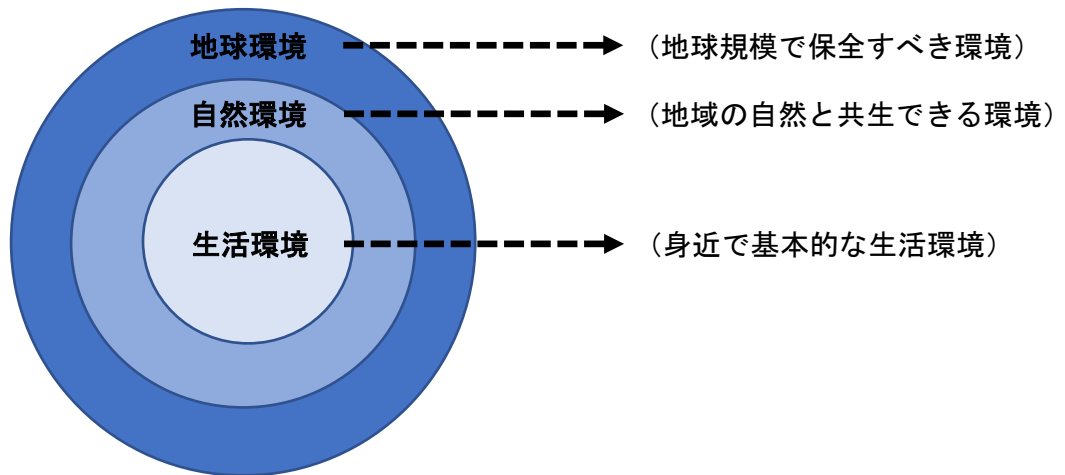 地球環境
（地球規模で保全すべき環境）
自然環境
（地域の自然と共生できる環境）
生活環境
（身近で基本的な生活環境）